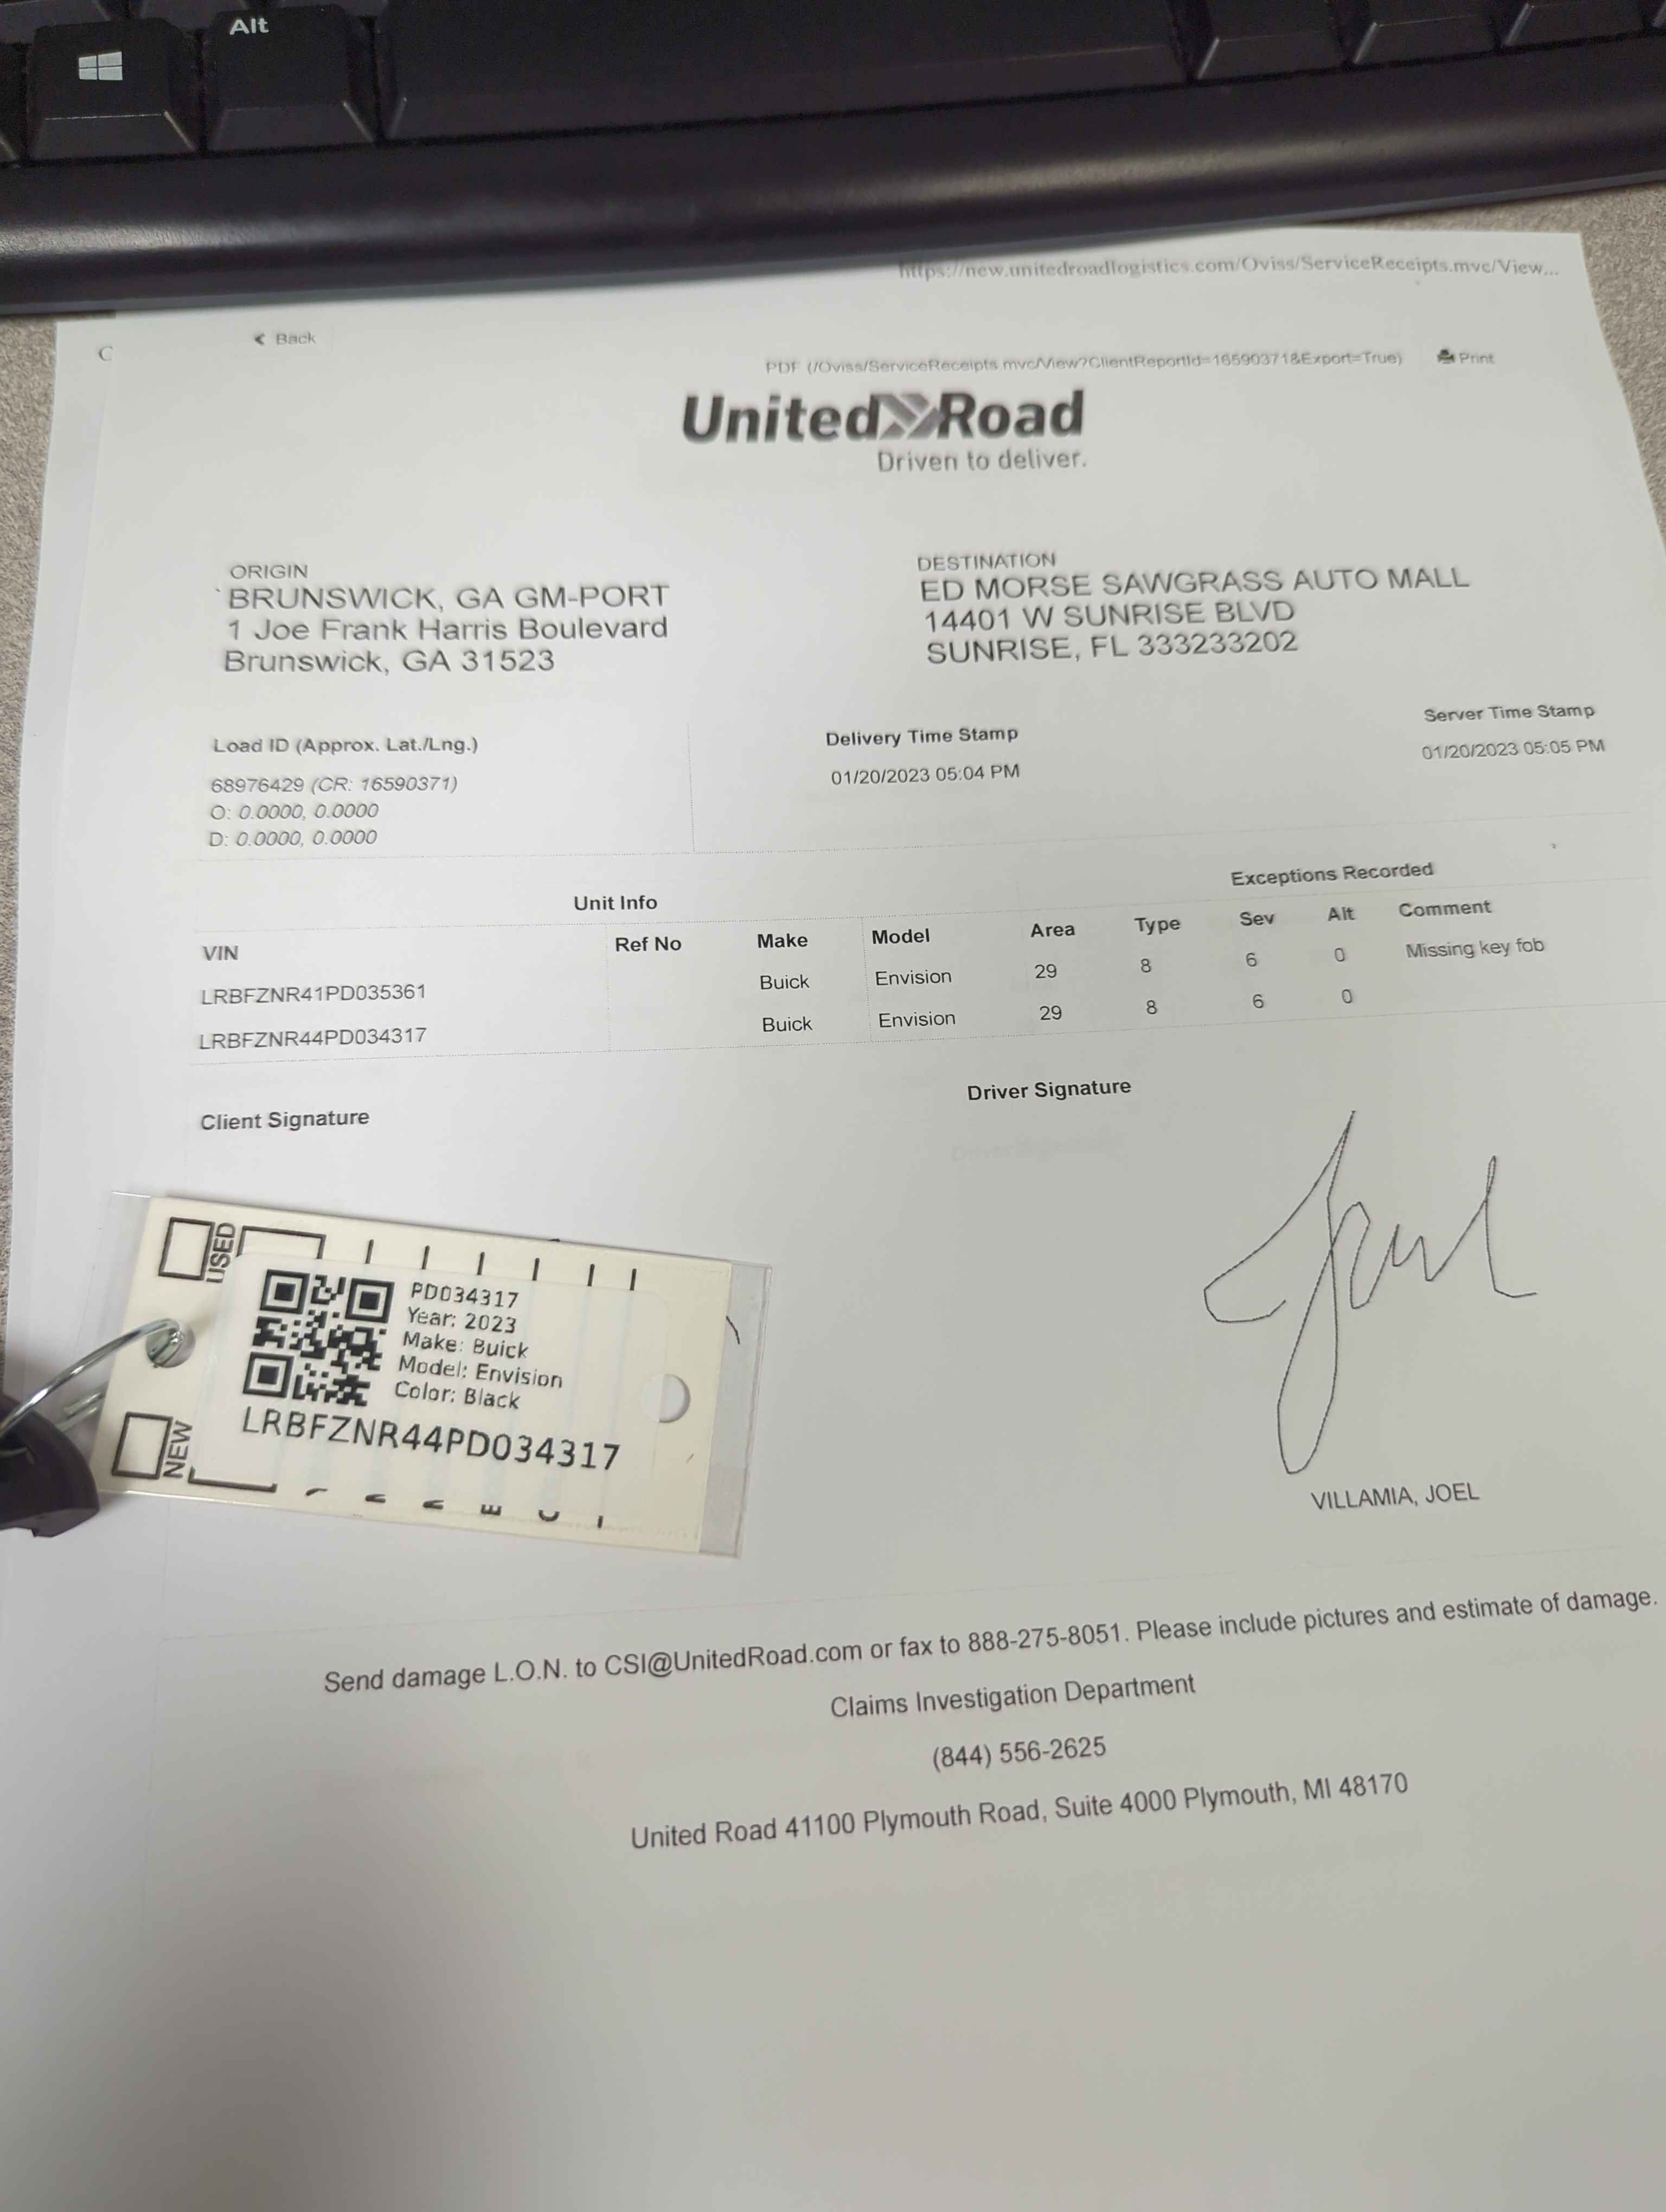 Alt
https://new.unitedroadlogistics.com/Oviss/ServiceReceipts.mvc/View...
C
< Back
PDF (/Oviss/ServiceReceipts.mvc/View?ClientReportId=16590371&Export=True)
Print
United Road
Driven to deliver.
ORIGIN
BRUNSWICK, GA GM-PORT
1 Joe Frank Harris Boulevard
Brunswick, GA 31523
DESTINATION
ED MORSE SAWGRASS AUTO MALL
14401 W SUNRISE BLVD
SUNRISE, FL 333233202
Load ID (Approx. Lat./Lng.)
68976429 (CR: 16590371)
O: 0.0000, 0.0000
D: 0.0000, 0.0000
Delivery Time Stamp
01/20/2023 05:04 PM
Server Time Stamp
01/20/2023 05:05 PM
Unit Info Exceptions Recorded
VIN Ref No Make Model Area Type Sev Alt Comment
LRBFZNR41PD035361 Buick Envision 29 8 6 0 Missing key fob
LRBFZNR44PD034317 Buick Envision 29 8 6 0
Client Signature
Driver Signature
VILLAMIA, JOEL
USED
NEW
PD034317
Year: 2023
Make: Buick
Model: Envision
Color: Black
LRBFZNR44PD034317
Send damage L.O.N. to CSI@UnitedRoad.com or fax to 888-275-8051. Please include pictures and estimate of damage.
Claims Investigation Department
(844) 556-2625
United Road 41100 Plymouth Road, Suite 4000 Plymouth, MI 48170